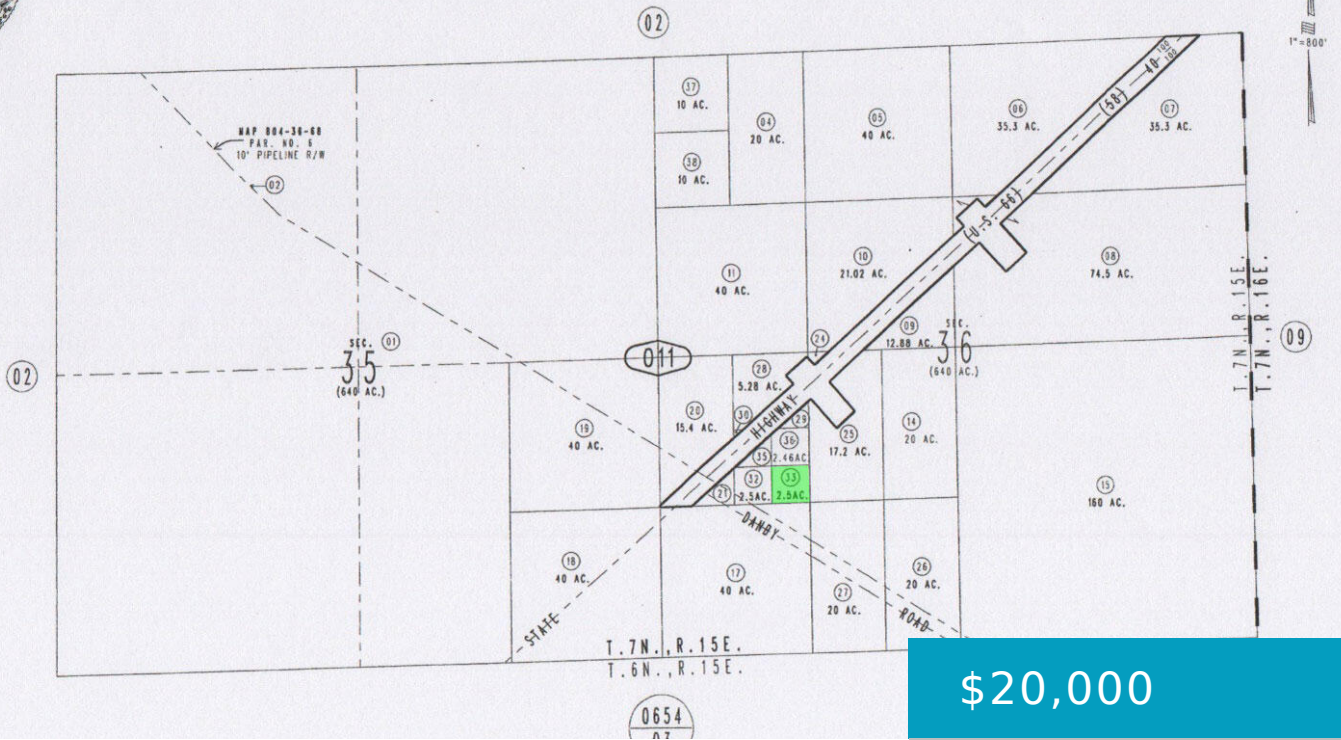 02
1"=800'
37
10 AC.
04
20 AC.
05
40 AC.
06
35.3 AC.
07
35.3 AC.
40
100
100
(58)
MAP 804-36-68
PAR. NO. 6
10' PIPELINE R/W
02
38
10 AC.
(U.S. 66)
11
40 AC.
10
21.02 AC.
08
74.5 AC.
T.7N.,R.15E.
T.7N.,R.16E.
09
SEC. 01
35
(640 AC.)
02
011
24
09
12.88 AC.
SEC.
36
(640 AC.)
28
5.28 AC.
HIGHWAY
19
40 AC.
20
15.4 AC.
30
29
36
2.46AC
35
25
17.2 AC.
14
20 AC.
21
32
2.5AC.
33
2.5AC.
15
160 AC.
DANBY
18
40 AC.
17
40 AC.
27
20 AC.
26
20 AC.
STATE
ROAD
T.7N.,R.15E.
T.6N.,R.15E.
0654
03
$20,000